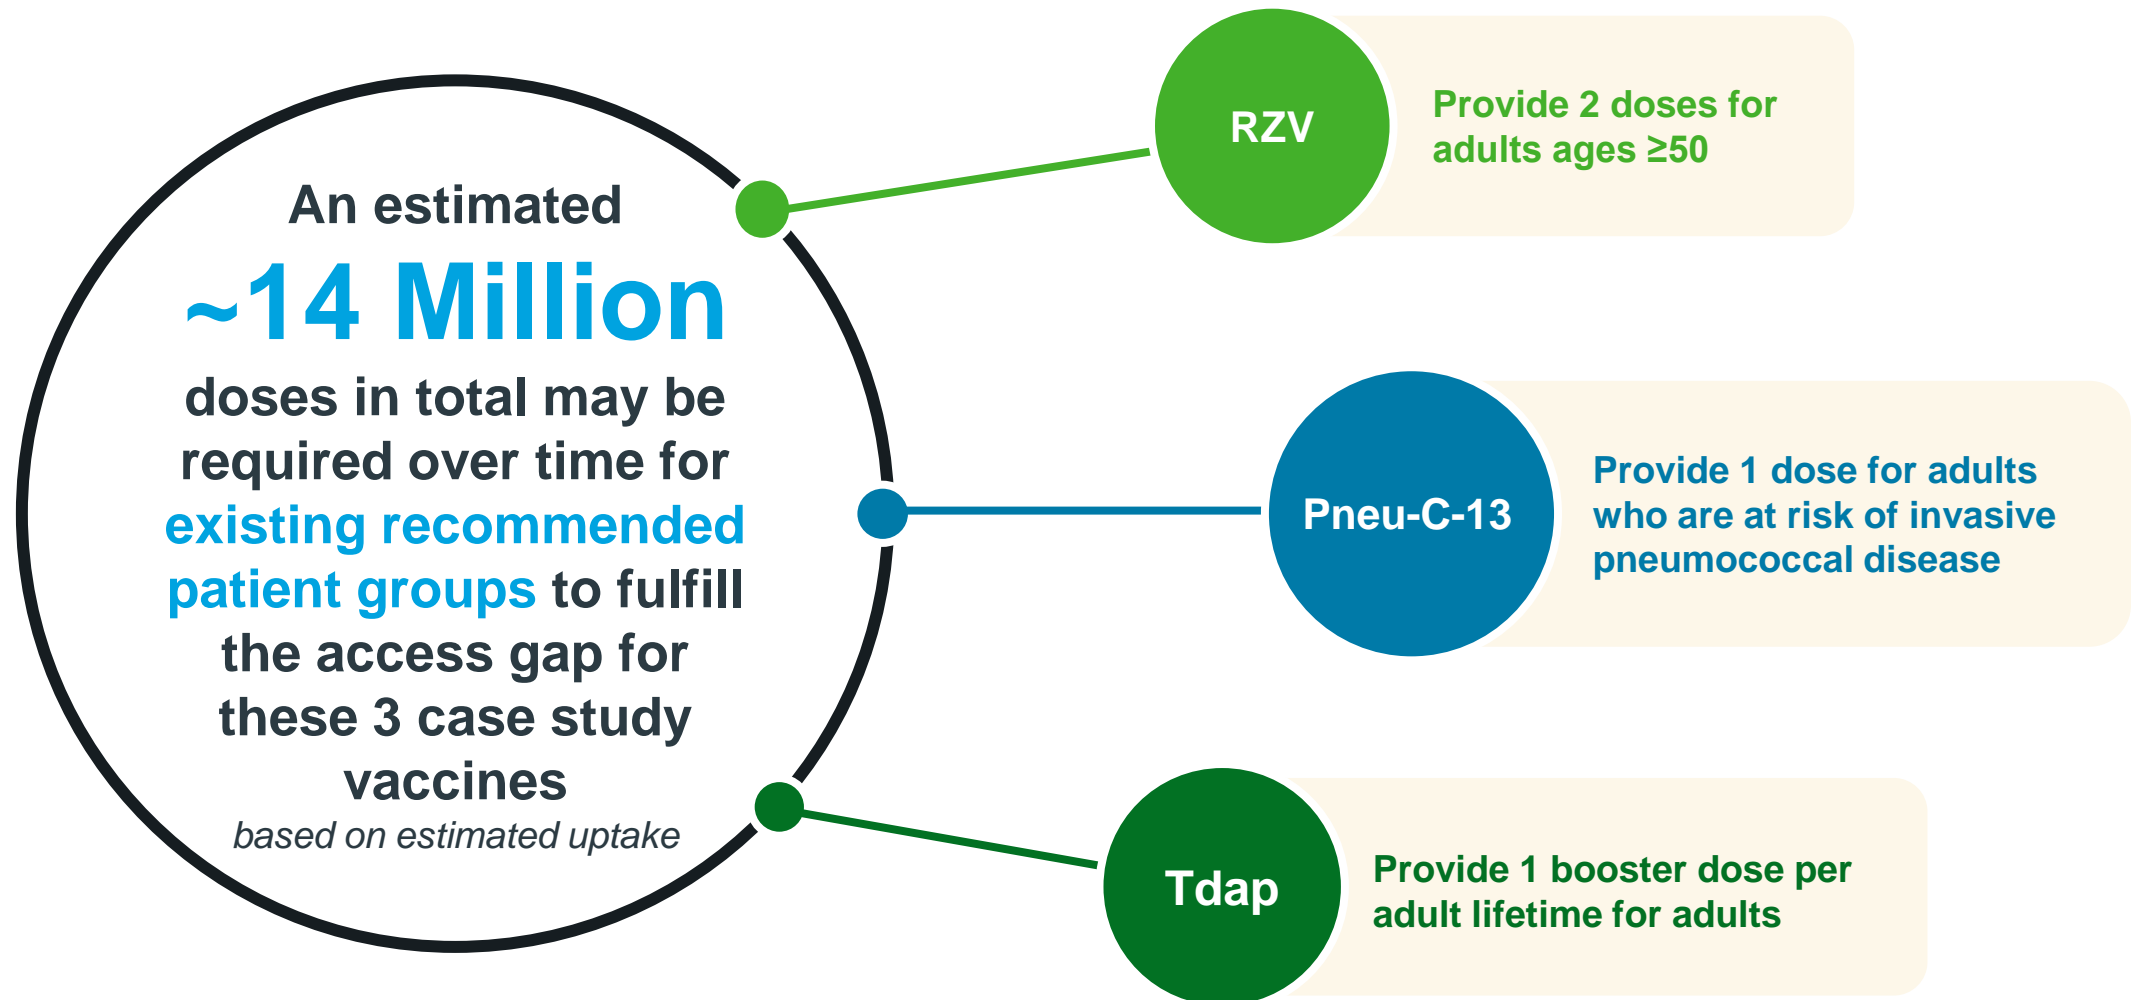 An estimated
~14 Million
doses in total may be
required over time for
existing recommended
patient groups to fulfill
the access gap for
these 3 case study
vaccines
based on estimated uptake
RZV
Provide 2 doses for
adults ages ≥50
Pneu-C-13
Provide 1 dose for adults
who are at risk of invasive
pneumococcal disease
Tdap
Provide 1 booster dose per
adult lifetime for adults